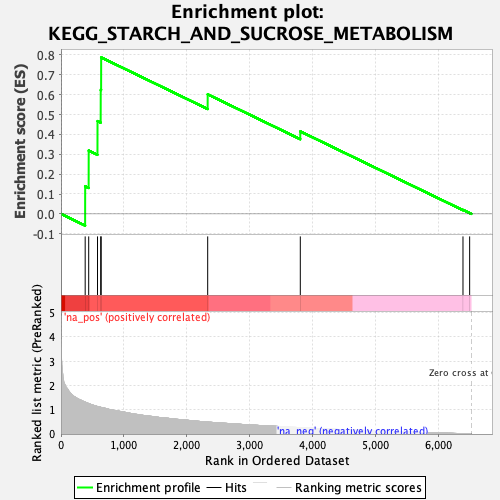 Enrichment plot:
KEGG_STARCH_AND_SUCROSE_METABOLISM
Enrichment score (ES)
0.8
0.7
0.6
0.5
0.4
0.3
0.2
0.1
0.0
-0.1
'na_pos' (positively correlated)
Ranked list metric (PreRanked)
5
4
3
2
1
0
Zero cross at
'na_neg' (negatively correlated)
0
1,000
2,000
3,000
4,000
5,000
6,000
Rank in Ordered Dataset
Enrichment profile
Hits
Ranking metric scores